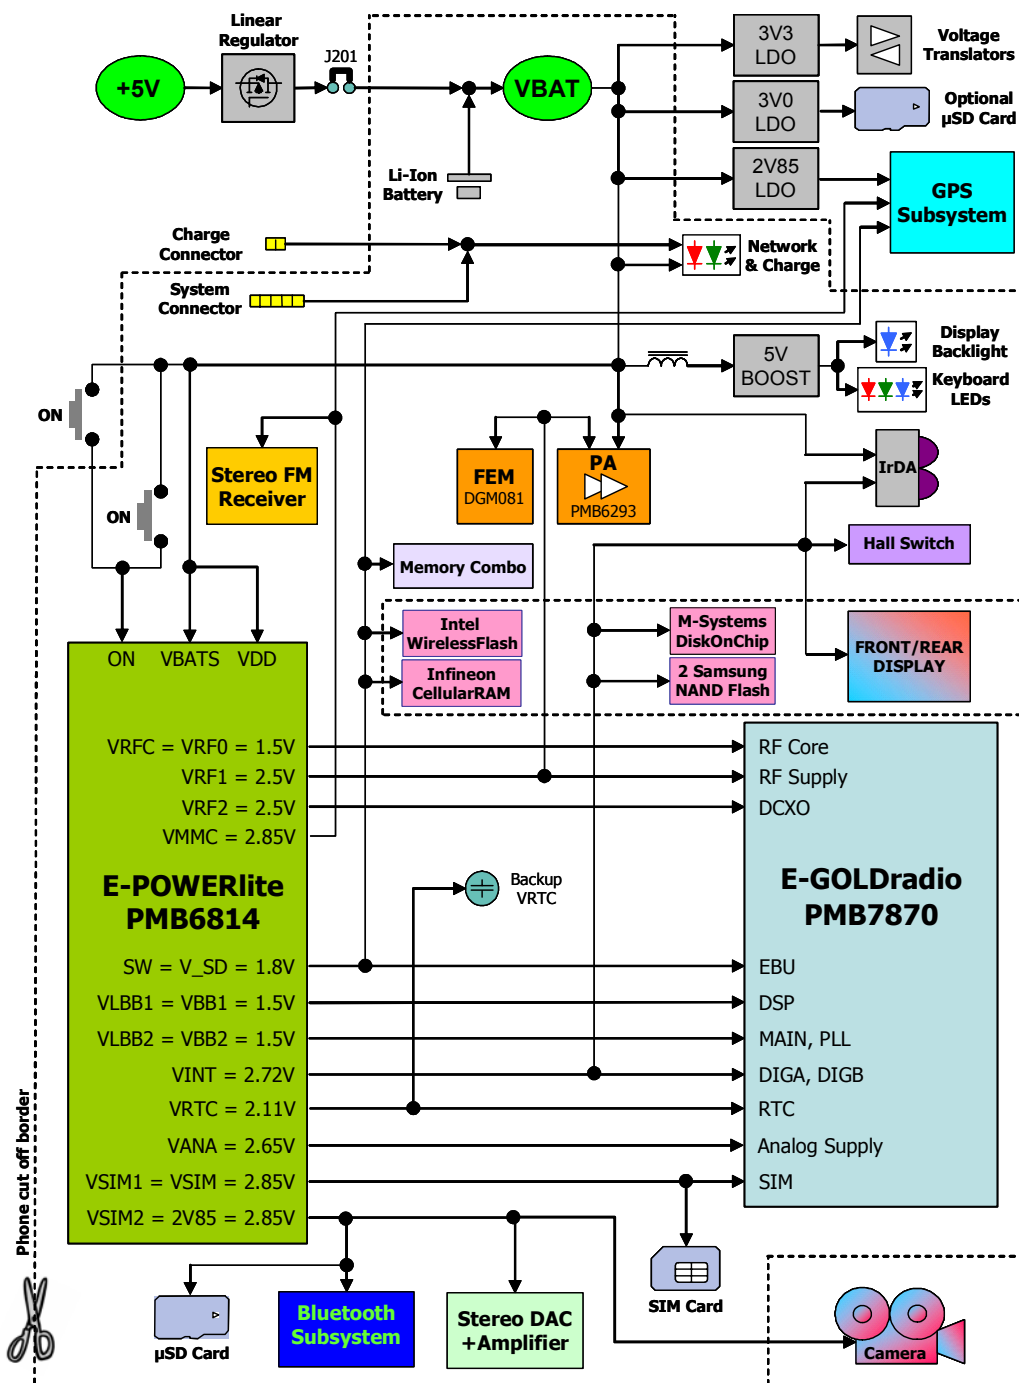 Linear
Regulator
J201
+5V
VBAT
3V3
LDO
Voltage
Translators
3V0
LDO
Optional
µSD Card
Li-Ion
Battery
2V85
LDO
GPS
Subsystem
Charge
Connector
Network
& Charge
System
Connector
5V
BOOST
Display
Backlight
Keyboard
LEDs
ON
Stereo FM
Receiver
FEM
DGM081
PA
PMB6293
IrDA
ON
Hall Switch
Memory Combo
Intel
WirelessFlash
M-Systems
DiskOnChip
FRONT/REAR
DISPLAY
Infineon
CellularRAM
2 Samsung
NAND Flash
ON VBATS VDD
VRFC = VRF0 = 1.5V
VRF1 = 2.5V
VRF2 = 2.5V
VMMC = 2.85V
E-POWERlite
PMB6814
SW = V_SD = 1.8V
VLBB1 = VBB1 = 1.5V
VLBB2 = VBB2 = 1.5V
VINT = 2.72V
VRTC = 2.11V
VANA = 2.65V
VSIM1 = VSIM = 2.85V
VSIM2 = 2V85 = 2.85V
Backup
VRTC
RF Core
RF Supply
DCXO
E-GOLDradio
PMB7870
EBU
DSP
MAIN, PLL
DIGA, DIGB
RTC
Analog Supply
SIM
Phone cut off border
µSD Card
Bluetooth
Subsystem
Stereo DAC
+Amplifier
SIM Card
Camera